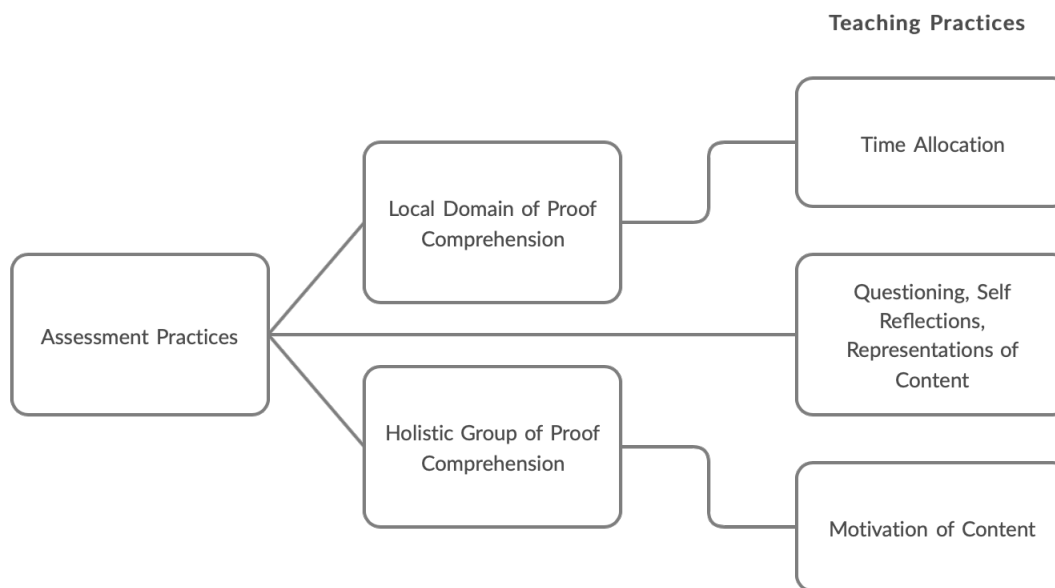 Teaching Practices
Time Allocation
Local Domain of Proof
Comprehension
Questioning, Self
Reflections,
Representations of
Content
Assessment Practices
Holistic Group of Proof
Comprehension
Motivation of Content